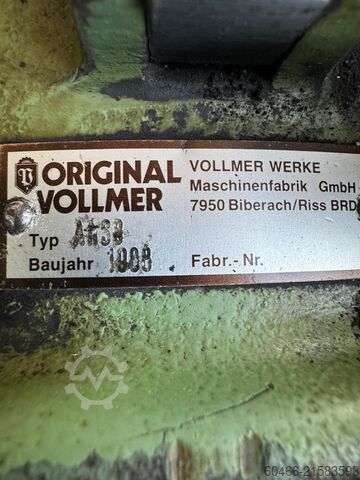 ORIGINAL
VOLLMER
VOLLMER WERKE
Maschinenfabrik GmbH
7950 Biberach/Riss BRD
Typ
Baujahr
Fabr.-Nr.
60466-21583593